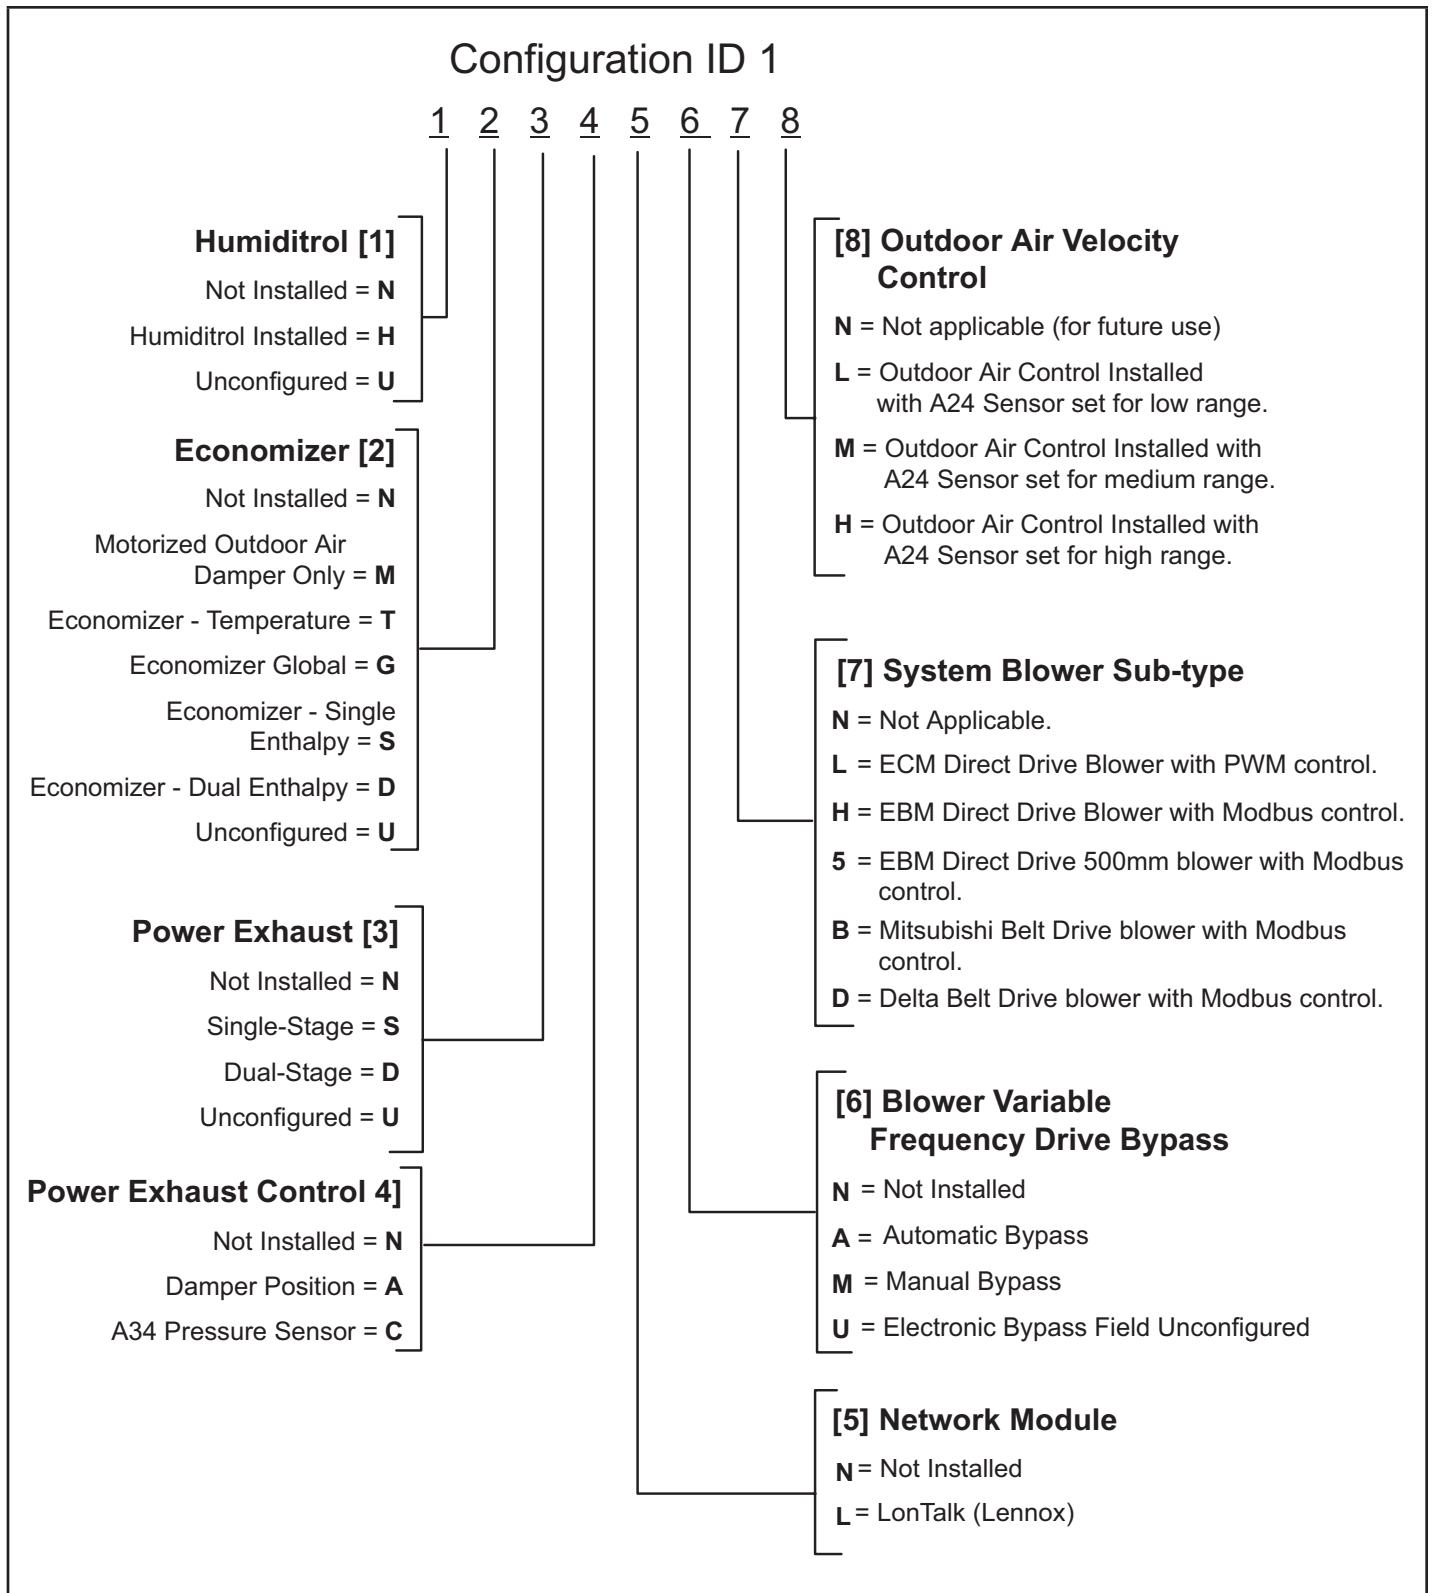 Configuration ID 1
1 2 3 4 5 6 7 8
Humiditrol [1]
Not Installed = N
Humiditrol Installed = H
Unconfigured = U
Economizer [2]
Not Installed = N
Motorized Outdoor Air
Damper Only = M
Economizer - Temperature = T
Economizer Global = G
Economizer - Single
Enthalpy = S
Economizer - Dual Enthalpy = D
Unconfigured = U
Power Exhaust [3]
Not Installed = N
Single-Stage = S
Dual-Stage = D
Unconfigured = U
Power Exhaust Control 4]
Not Installed = N
Damper Position = A
A34 Pressure Sensor = C
[8] Outdoor Air Velocity
Control
N = Not applicable (for future use)
L = Outdoor Air Control Installed
with A24 Sensor set for low range.
M = Outdoor Air Control Installed with
A24 Sensor set for medium range.
H = Outdoor Air Control Installed with
A24 Sensor set for high range.
[7] System Blower Sub-type
N = Not Applicable.
L = ECM Direct Drive Blower with PWM control.
H = EBM Direct Drive Blower with Modbus control.
5 = EBM Direct Drive 500mm blower with Modbus
control.
B = Mitsubishi Belt Drive blower with Modbus
control.
D = Delta Belt Drive blower with Modbus control.
[6] Blower Variable
Frequency Drive Bypass
N = Not Installed
A = Automatic Bypass
M = Manual Bypass
U = Electronic Bypass Field Unconfigured
[5] Network Module
N = Not Installed
L = LonTalk (Lennox)